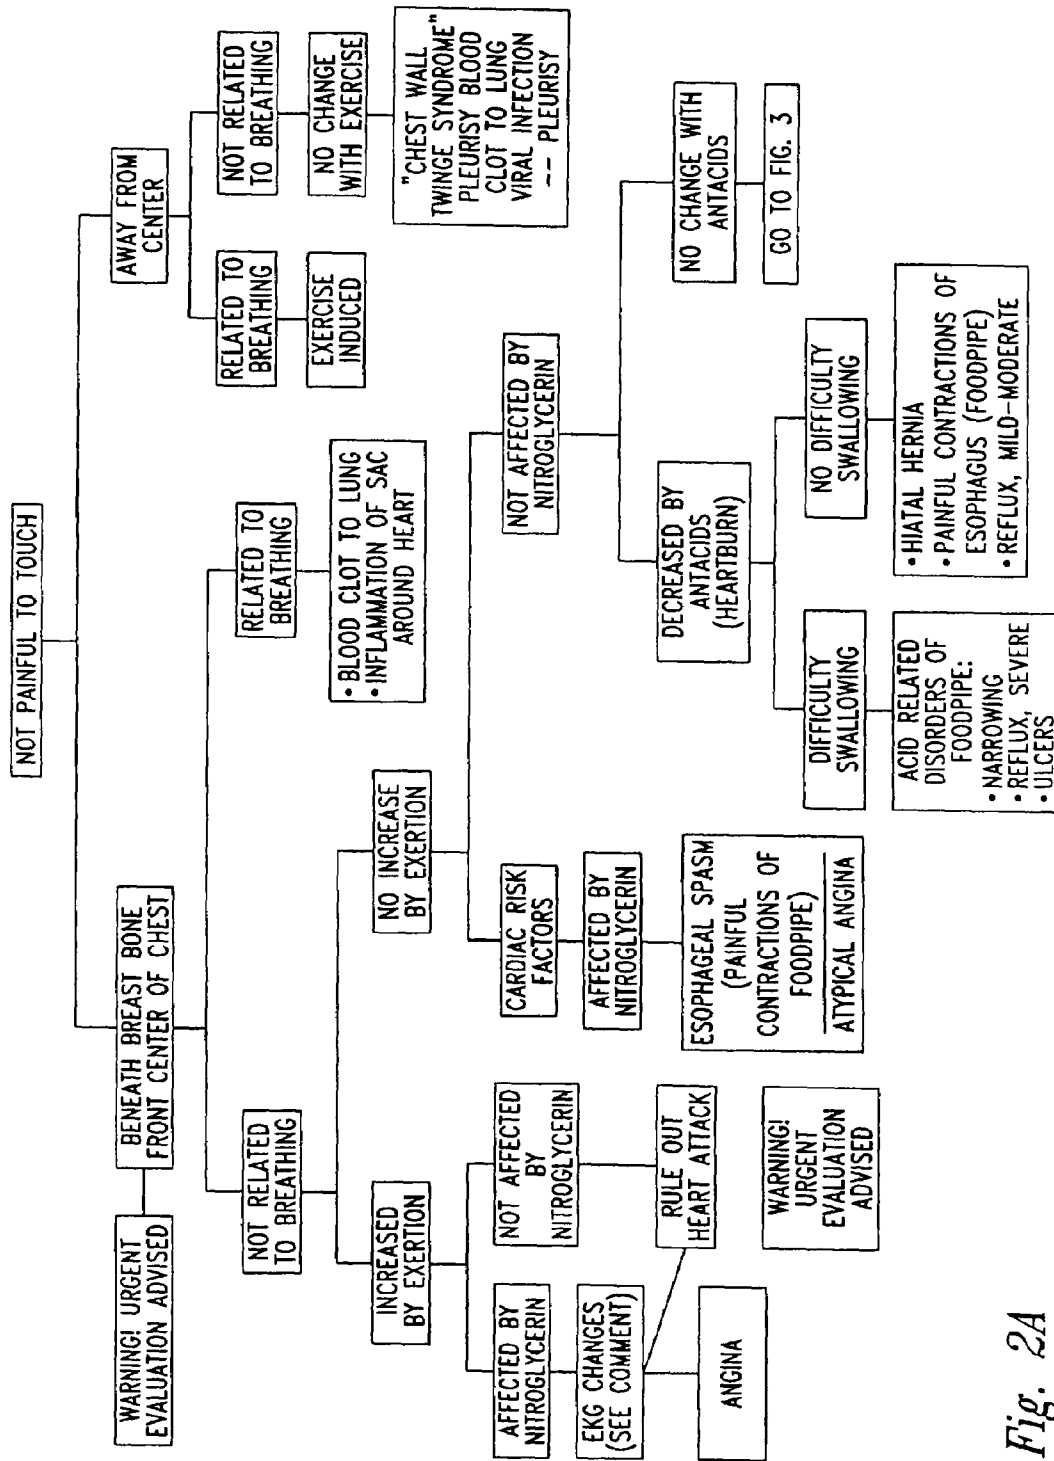 NOT PAINFUL TO TOUCH
WARNING! URGENT
EVALUATION ADVISED
BENEATH BREAST BONE
FRONT CENTER OF CHEST
AWAY FROM
CENTER
NOT RELATED
TO BREATHING
RELATED TO
BREATHING
RELATED TO
BREATHING
NOT RELATED
TO BREATHING
• BLOOD CLOT TO LUNG
• INFLAMMATION OF SAC
AROUND HEART
EXERCISE
INDUCED
NO CHANGE
WITH EXERCISE
"CHEST WALL
TWINGE SYNDROME"
PLEURISY BLOOD
CLOT TO LUNG
VIRAL INFECTION
-- PLEURISY
INCREASED
BY EXERTION
NO INCREASE
BY EXERTION
AFFECTED BY
NITROGLYCERIN
NOT AFFECTED
BY
NITROGLYCERIN
CARDIAC RISK
FACTORS
NOT AFFECTED BY
NITROGLYCERIN
EKG CHANGES
(SEE COMMENT)
RULE OUT
HEART ATTACK
AFFECTED BY
NITROGLYCERIN
DECREASED BY
ANTACIDS
(HEARTBURN)
NO CHANGE WITH
ANTACIDS
ANGINA
WARNING!
URGENT
EVALUATION
ADVISED
ESOPHAGEAL SPASM
(PAINFUL
CONTRACTIONS OF
FOODPIPE)
ATYPICAL ANGINA
DIFFICULTY
SWALLOWING
NO DIFFICULTY
SWALLOWING
GO TO FIG. 3
ACID RELATED
DISORDERS OF
FOODPIPE:
• NARROWING
• REFLUX, SEVERE
• ULCERS
• HIATAL HERNIA
• PAINFUL CONTRACTIONS OF
ESOPHAGUS (FOODPIPE)
• REFLUX, MILD-MODERATE
Fig. 2A